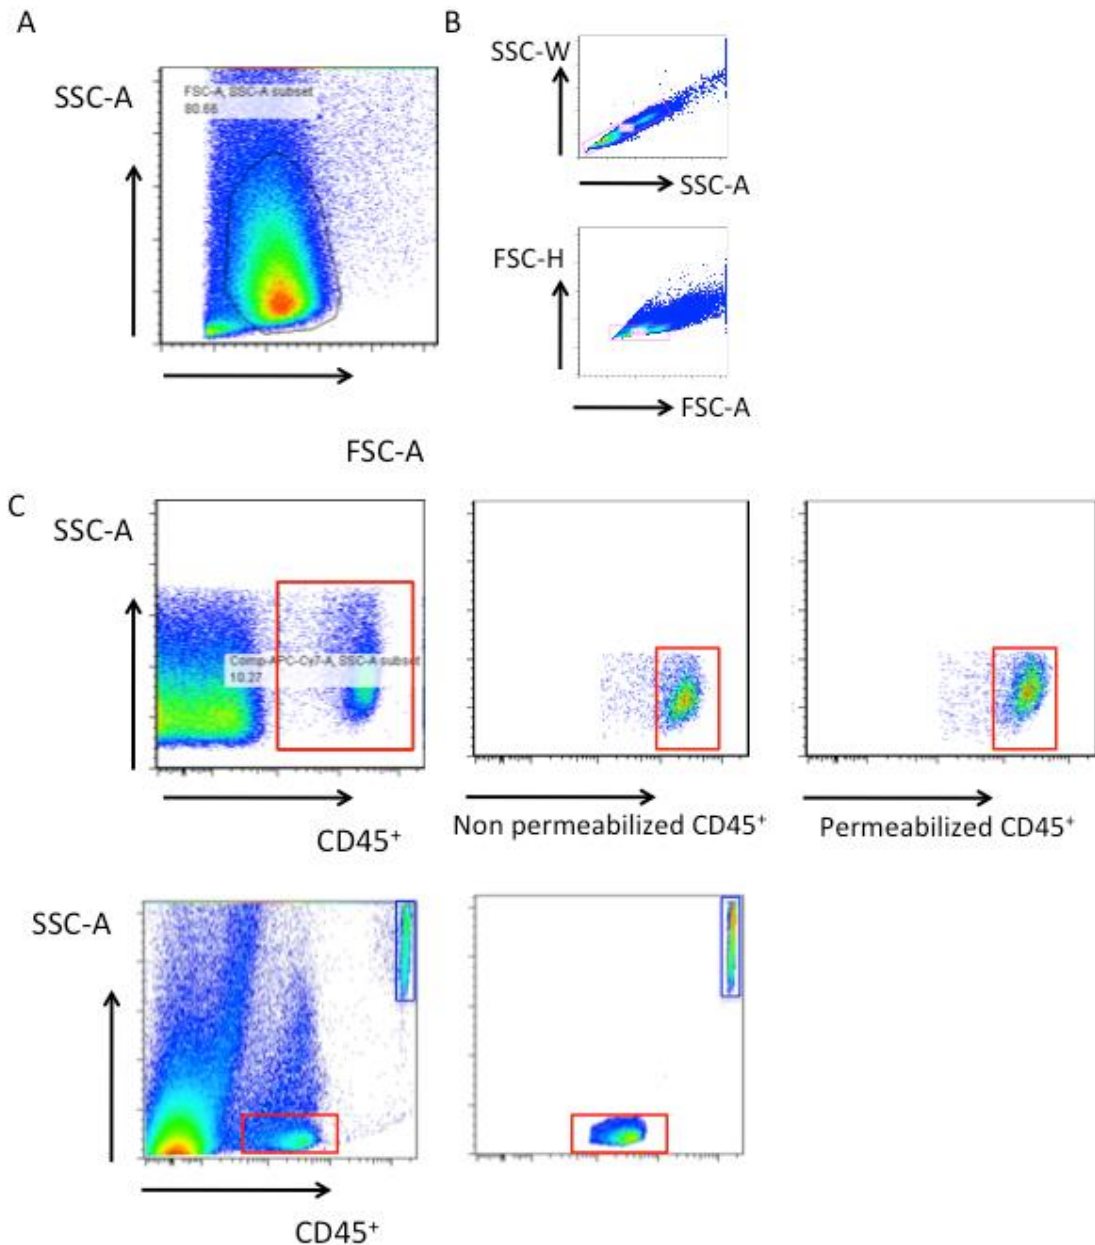 A
B
SSC-A
FSC-A, SSC-A subset
80.66
FSC-A
SSC-W
SSC-A
FSC-H
FSC-A
C
SSC-A
Comp-APC-Cy7-A, SSC-A subset
10.27
CD45⁺
Non permeabilized CD45⁺
Permeabilized CD45⁺
SSC-A
CD45⁺